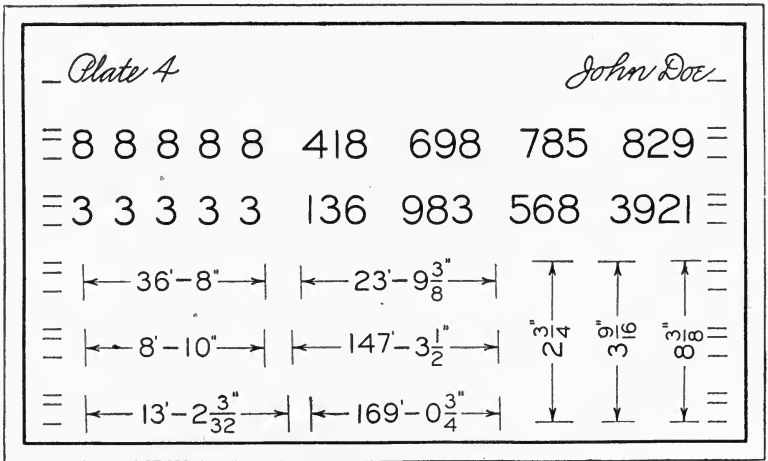 Plate 4 John Doe
8 8 8 8 8 418 698 785 829
3 3 3 3 3 136 983 568 3921
36'-8" 23'-9 3/8"
8'-10" 147'-3 1/2" 2 3/4" 3 9/16" 8 3/8"
13'-2 3/32" 169'-0 3/4"